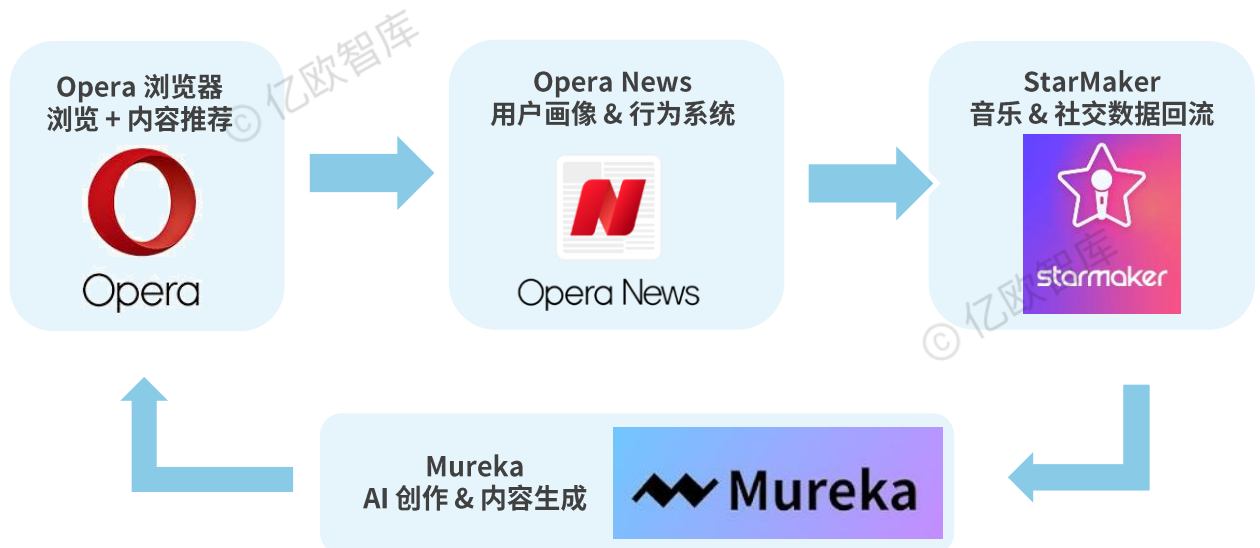 Opera 浏览器
浏览 + 内容推荐
Opera
Opera News
用户画像 & 行为系统
Opera News
StarMaker
音乐 & 社交数据回流
starmaker
Mureka
AI 创作 & 内容生成
Mureka
© 亿欧智库
© 亿欧智库